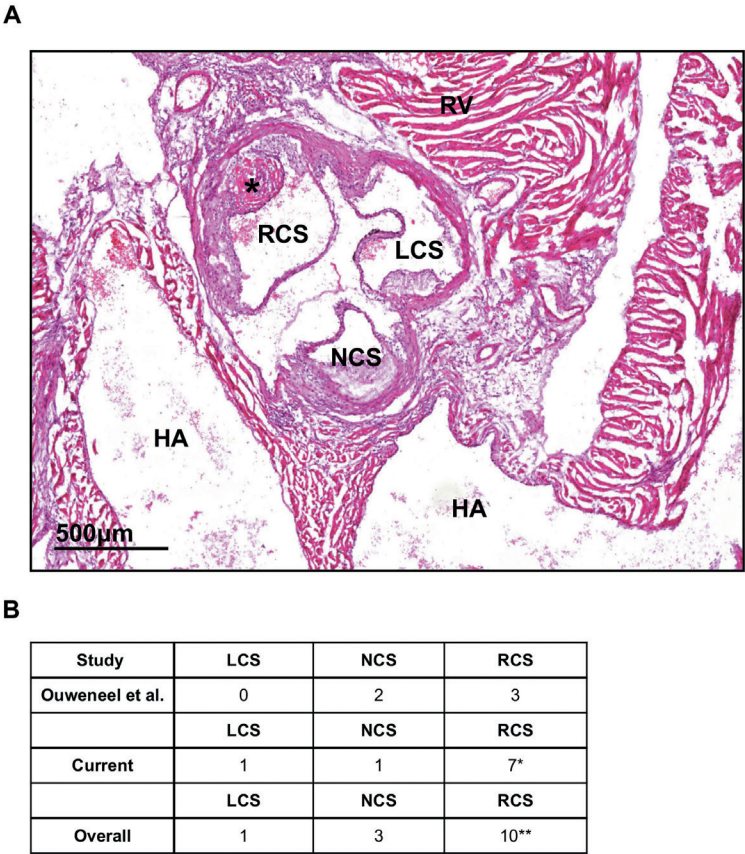 A
RV
*
RCS
LCS
NCS
HA
HA
500µm
B
Study LCS NCS RCS
Ouweneel et al. 0 2 3
LCS NCS RCS
Current 1 1 7*
LCS NCS RCS
Overall 1 3 10**